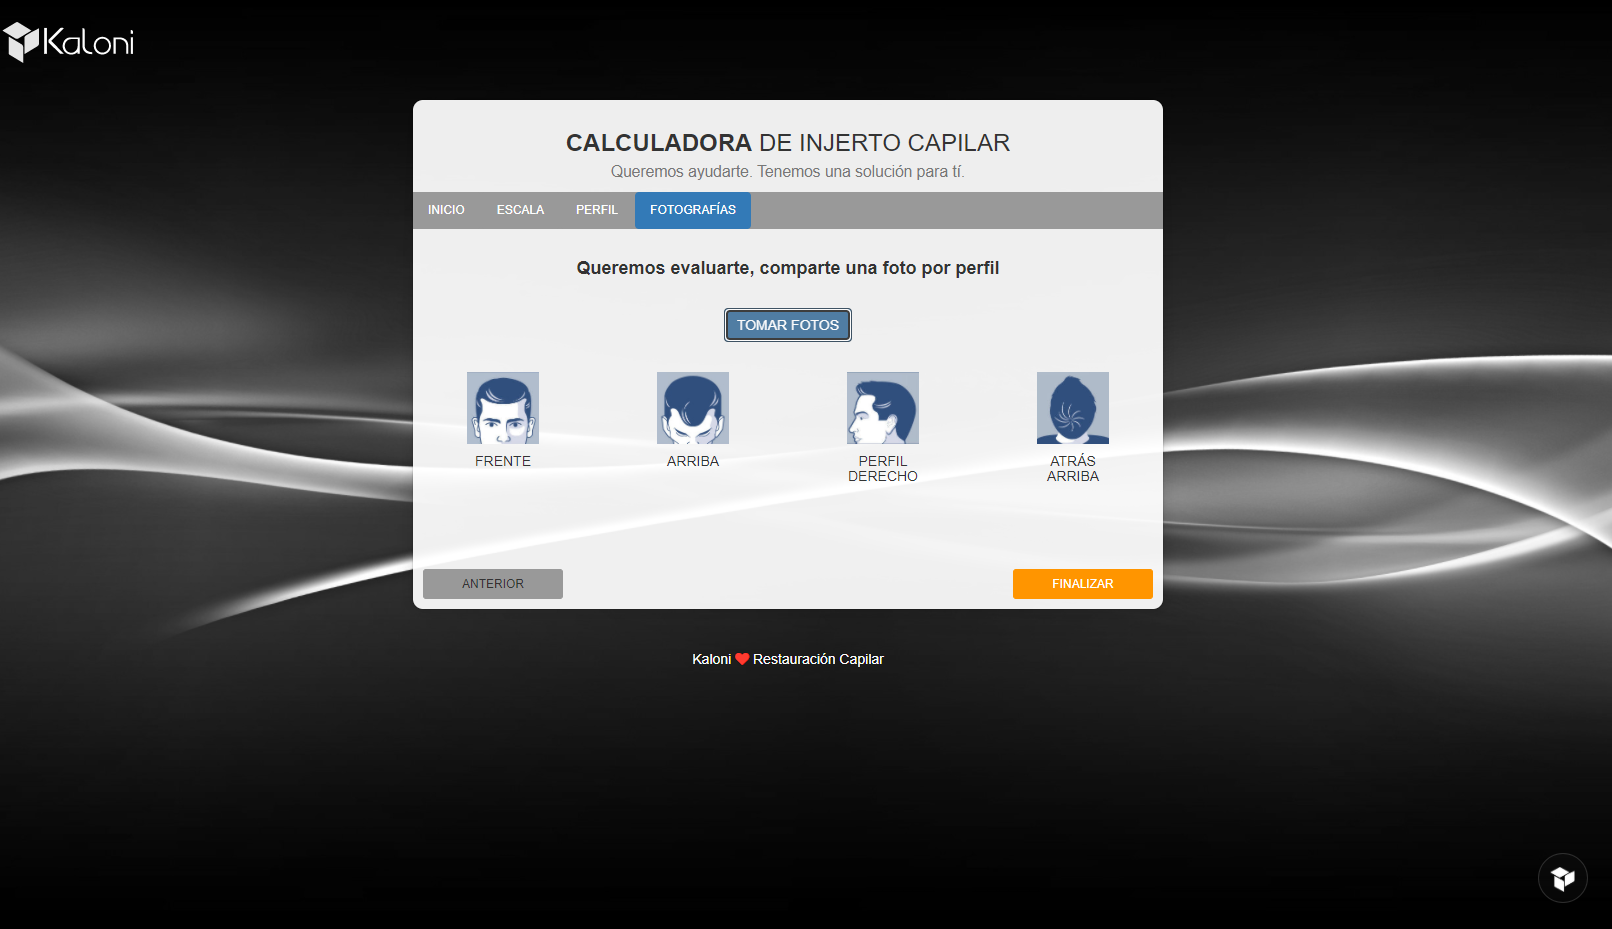 Kaloni
CALCULADORA DE INJERTO CAPILAR
Queremos ayudarte. Tenemos una solución para tí.
INICIO ESCALA PERFIL FOTOGRAFÍAS
Queremos evaluarte, comparte una foto por perfil
TOMAR FOTOS
FRENTE
ARRIBA
PERFIL
DERECHO
ATRÁS
ARRIBA
ANTERIOR
FINALIZAR
Kaloni Restauración Capilar